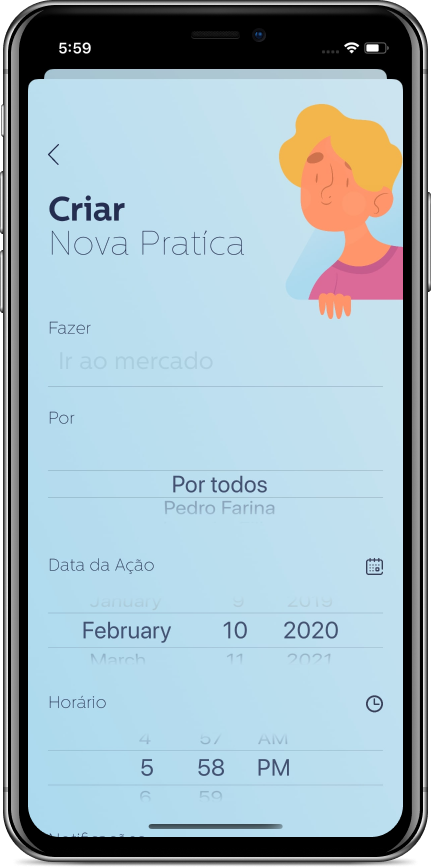 5:59
Criar
Nova Pratíca
Fazer
Ir ao mercado
Por
Por todos
Pedro Farina
Data da Ação
January 9 2019
February 10 2020
March 11 2021
Horário
4 57 AM
5 58 PM
6 59
Notificações